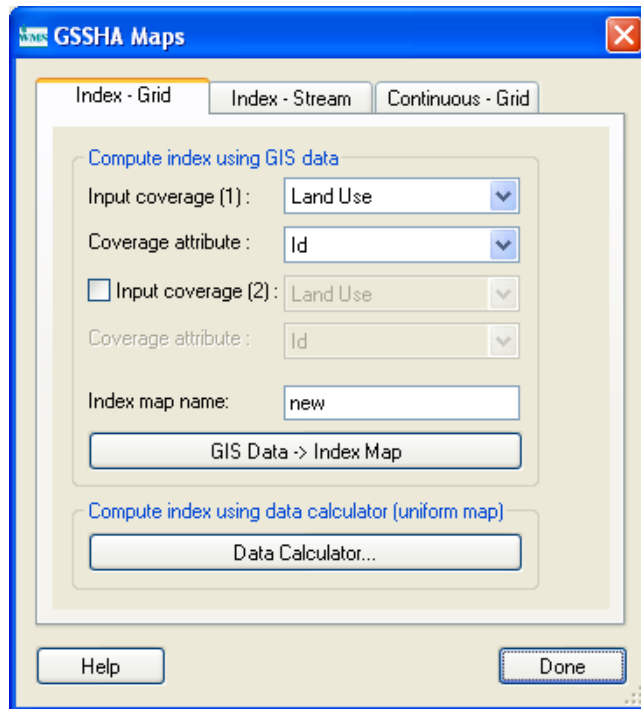 WMS GSSHA Maps
Index - Grid Index - Stream Continuous - Grid
Compute index using GIS data
Input coverage (1) : Land Use
Coverage attribute : Id
Input coverage (2) : Land Use
Coverage attribute : Id
Index map name: new
GIS Data -> Index Map
Compute index using data calculator (uniform map)
Data Calculator...
Help Done